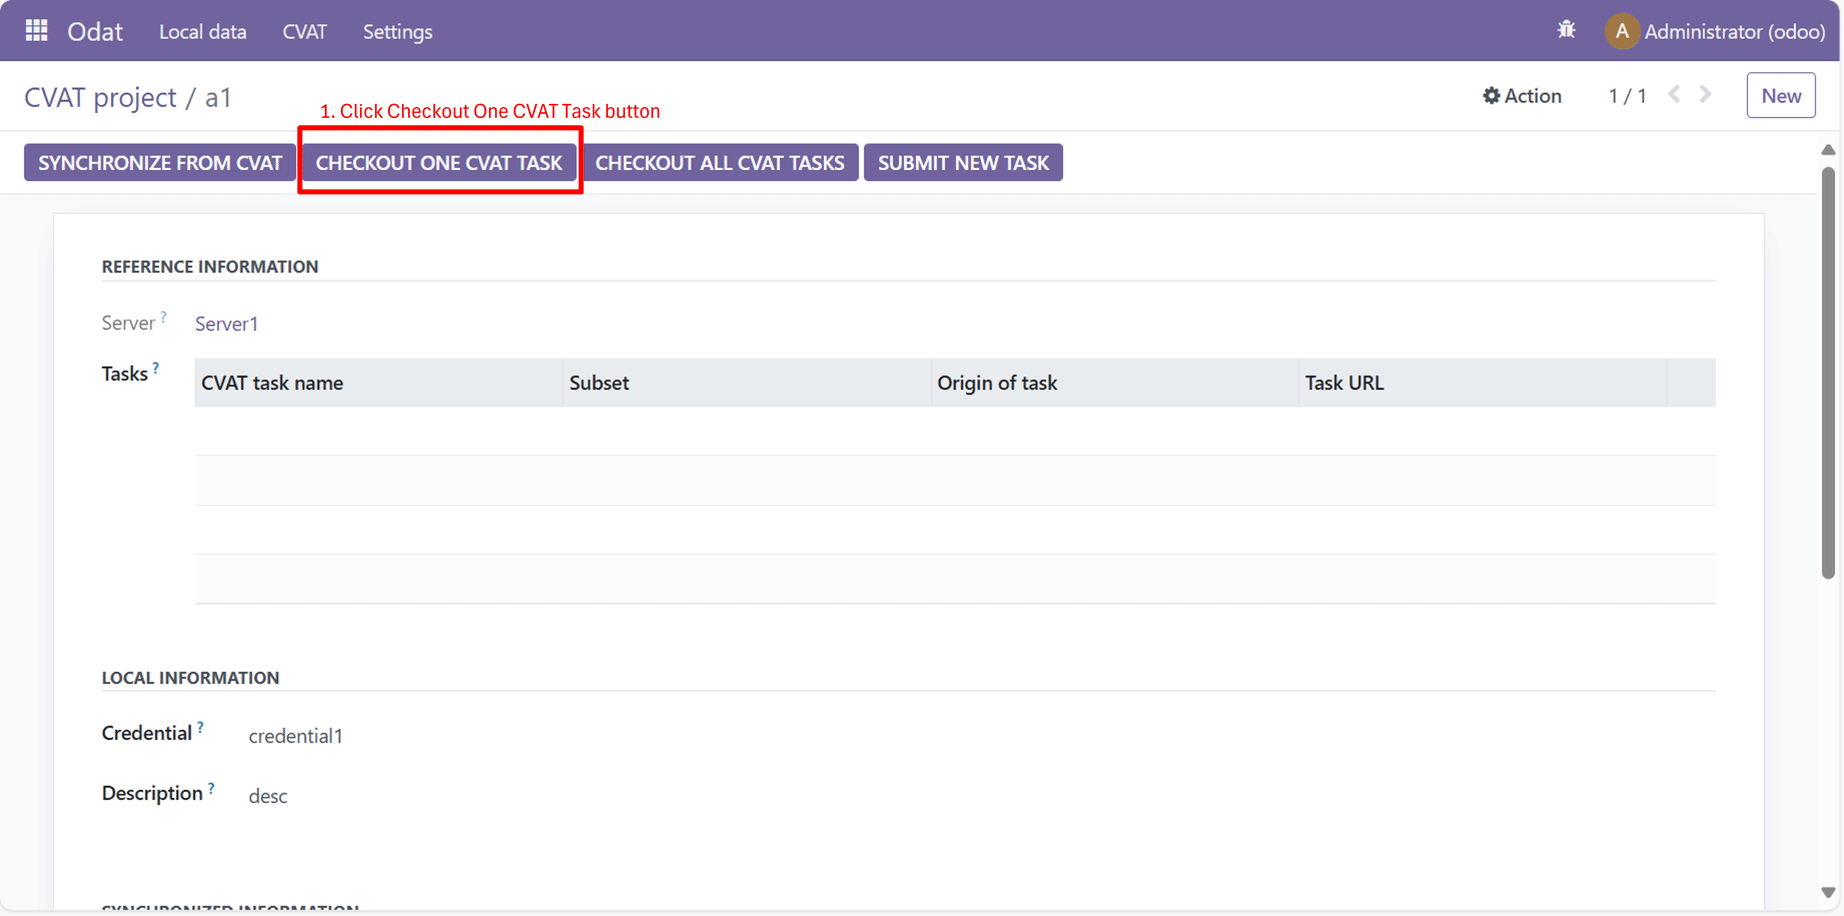 Odat Local data CVAT Settings A Administrator (odoo)
CVAT project / a1 Action 1 / 1 New
1. Click Checkout One CVAT Task button
SYNCHRONIZE FROM CVAT CHECKOUT ONE CVAT TASK CHECKOUT ALL CVAT TASKS SUBMIT NEW TASK
REFERENCE INFORMATION
Server ? Server1
Tasks ? CVAT task name Subset Origin of task Task URL
LOCAL INFORMATION
Credential ? credential1
Description ? desc
SYNCHRONIZED INFORMATION